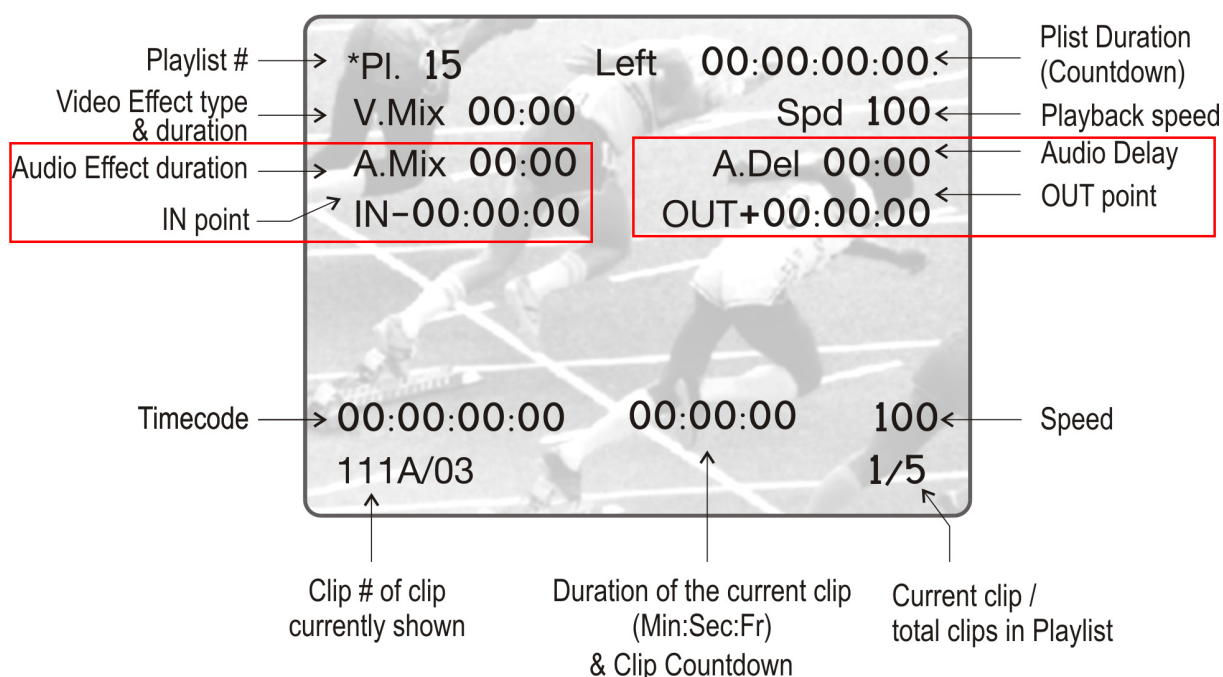 Playlist #
*Pl. 15
Left 00:00:00:00.
Plist Duration
(Countdown)
Video Effect type
& duration
V.Mix 00:00
Spd 100
Playback speed
Audio Effect duration
A.Mix 00:00
A.Del 00:00
Audio Delay
IN point
IN-00:00:00
OUT+00:00:00
OUT point
Timecode
00:00:00:00
00:00:00
100
Speed
111A/03
1/5
Clip # of clip
currently shown
Duration of the current clip
(Min:Sec:Fr)
& Clip Countdown
Current clip /
total clips in Playlist